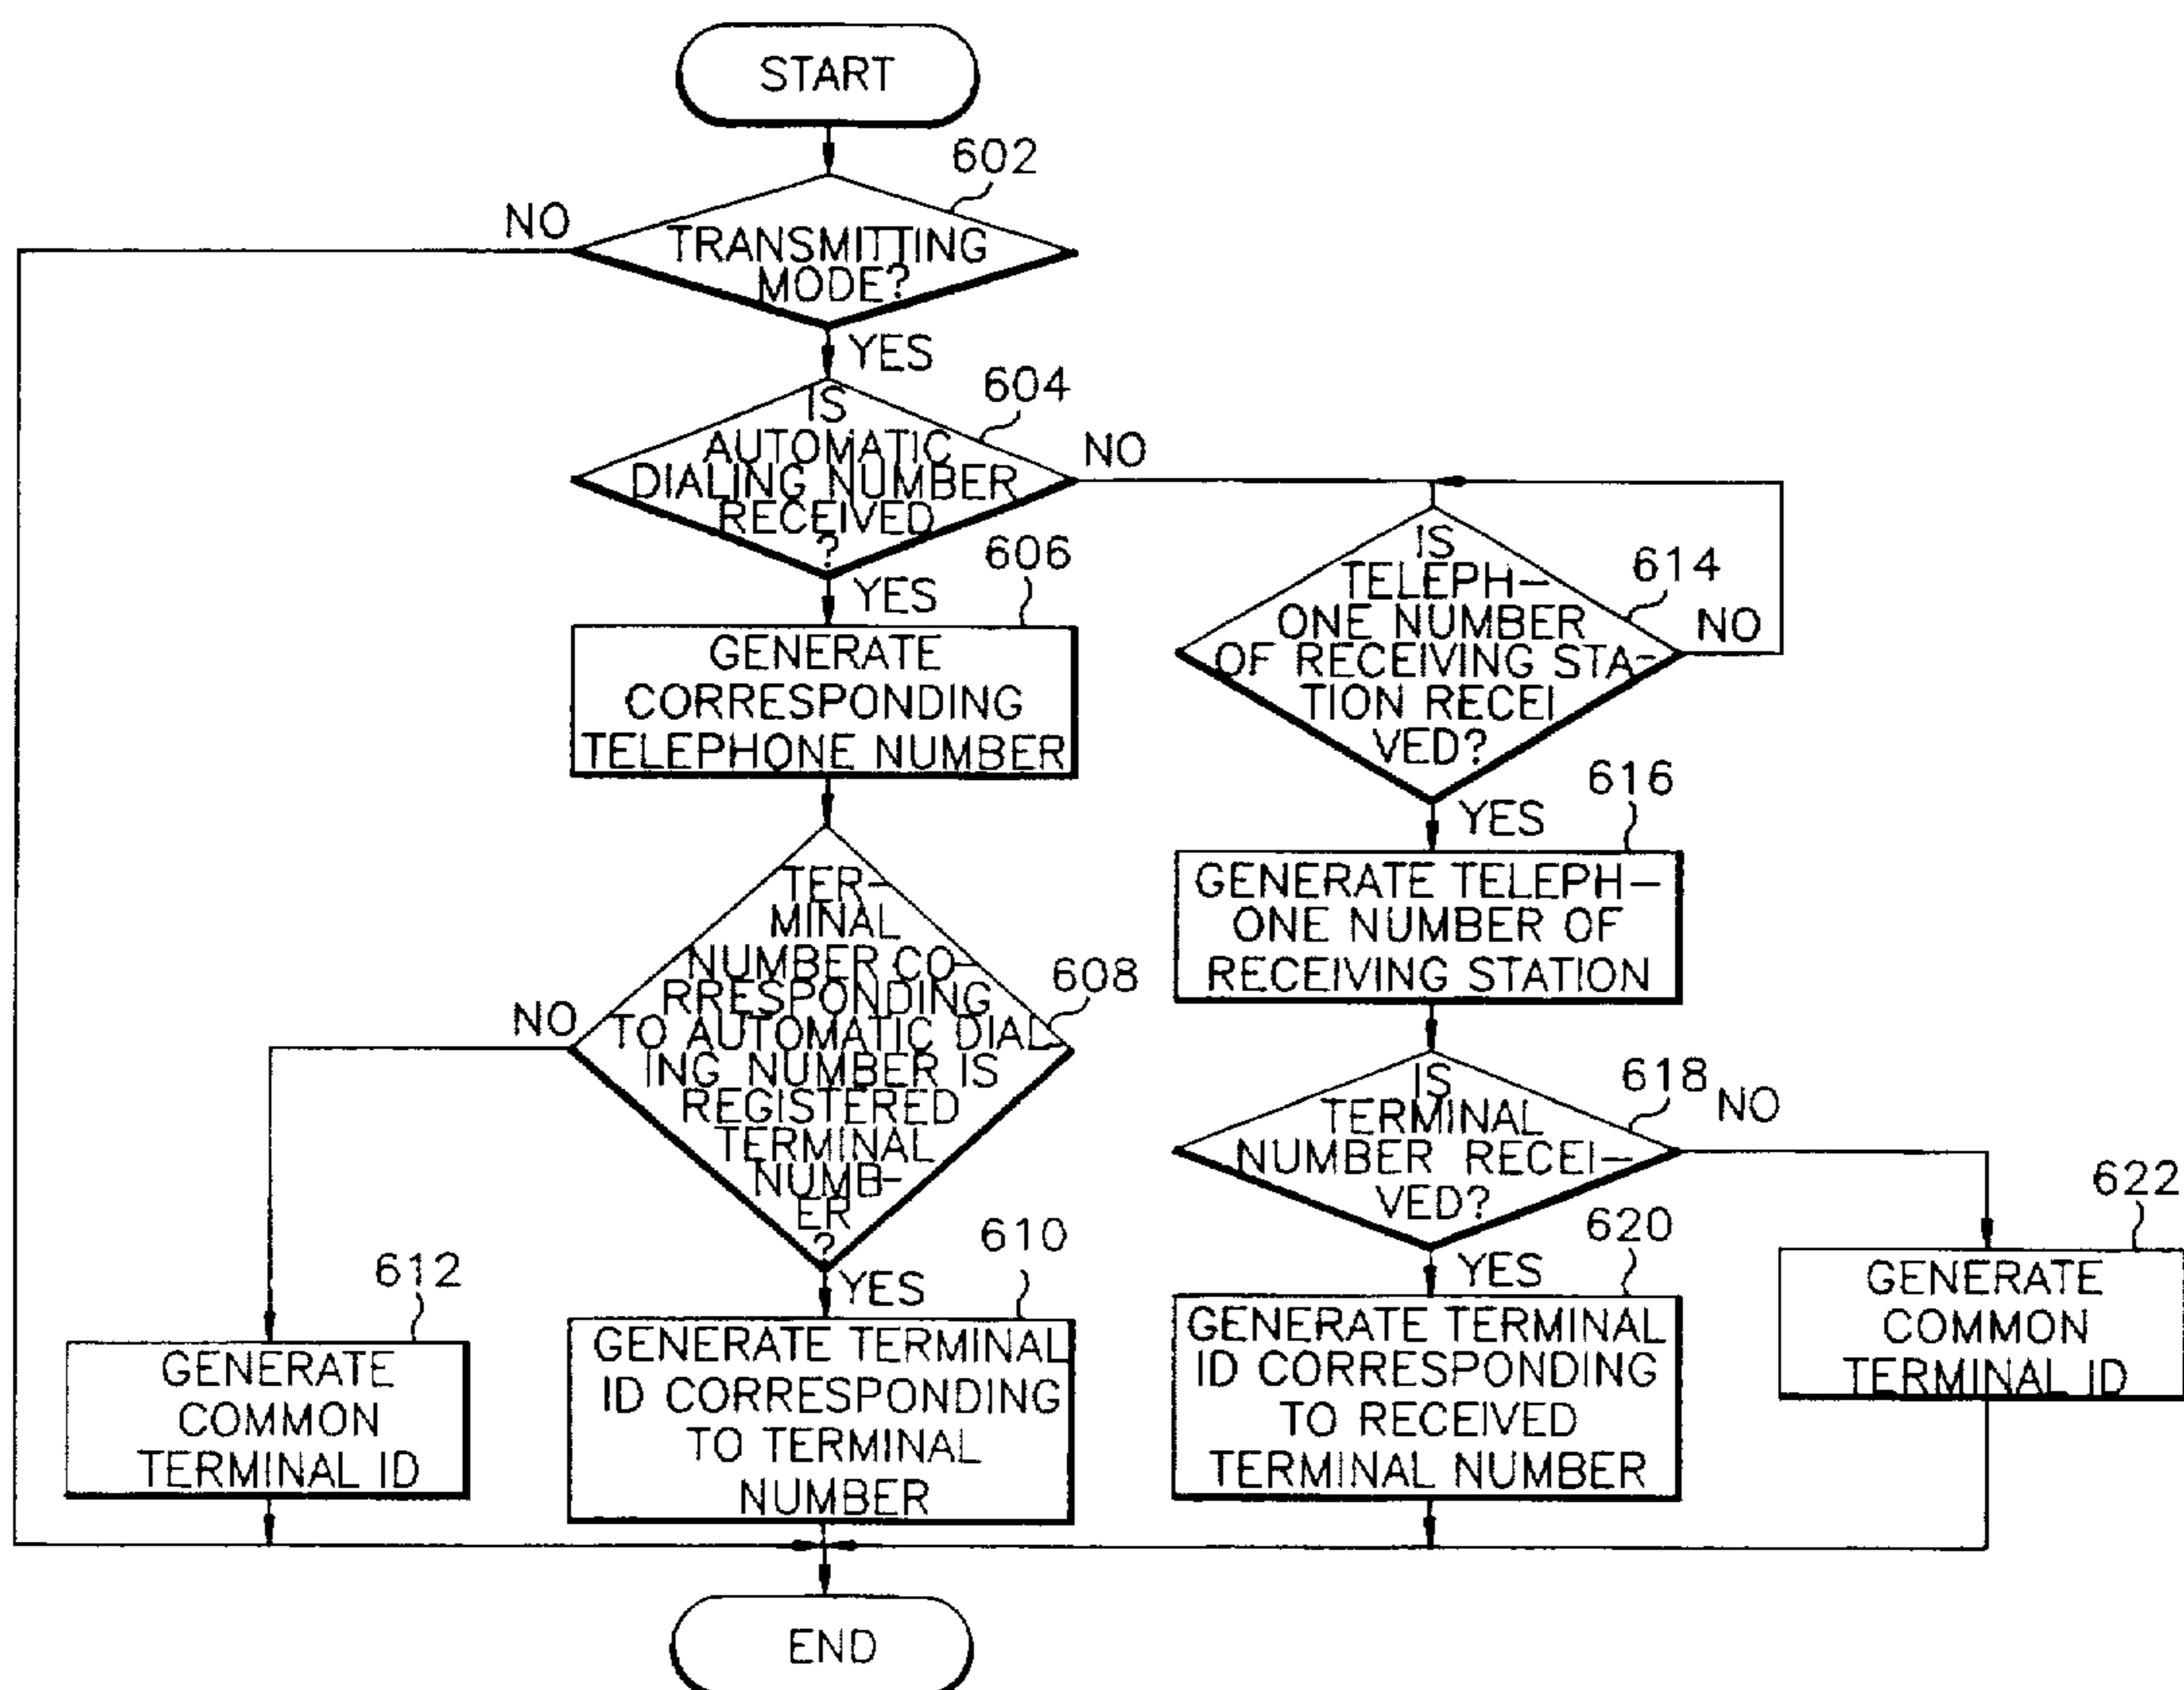 START
602
NO
TRANSMITTING
MODE?
YES
604
IS
AUTOMATIC
DIALING NUMBER
RECEIVED
?
NO
YES
606
GENERATE
CORRESPONDING
TELEPHONE NUMBER
IS
TELEPH-
ONE NUMBER
OF RECEIVING STA-
TION RECEI
VED?
614
NO
YES
616
GENERATE TELEPH-
ONE NUMBER OF
RECEIVING STATION
TER-
MINAL
NUMBER CO-
RRESPONDING
TO AUTOMATIC DIAL
ING NUMBER IS
REGISTERED
TERMINAL
NUMB-
ER
?
608
NO
YES
610
612
GENERATE
COMMON
TERMINAL ID
GENERATE TERMINAL
ID CORRESPONDING
TO TERMINAL
NUMBER
IS
TERMINAL
NUMBER RECEI-
VED?
618
NO
YES
620
GENERATE TERMINAL
ID CORRESPONDING
TO RECEIVED
TERMINAL NUMBER
622
GENERATE
COMMON
TERMINAL ID
END